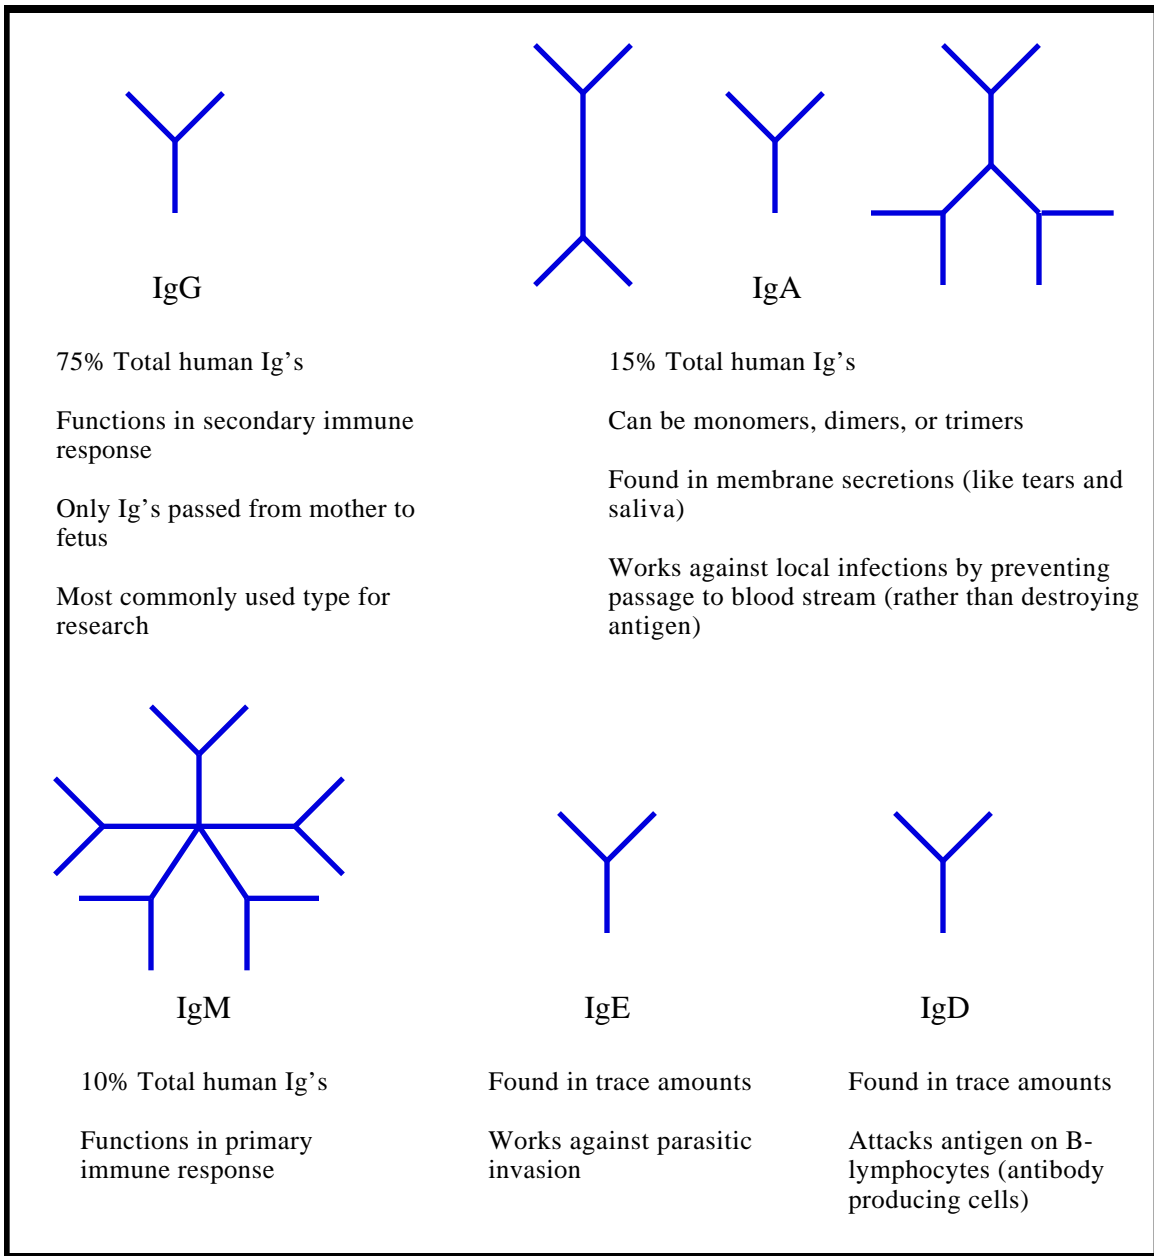 IgG
75% Total human Ig’s
Functions in secondary immune
response
Only Ig’s passed from mother to
fetus
Most commonly used type for
research
IgA
15% Total human Ig’s
Can be monomers, dimers, or trimers
Found in membrane secretions (like tears and
saliva)
Works against local infections by preventing
passage to blood stream (rather than destroying
antigen)
IgM
10% Total human Ig’s
Functions in primary
immune response
IgE
Found in trace amounts
Works against parasitic
invasion
IgD
Found in trace amounts
Attacks antigen on B-
lymphocytes (antibody
producing cells)